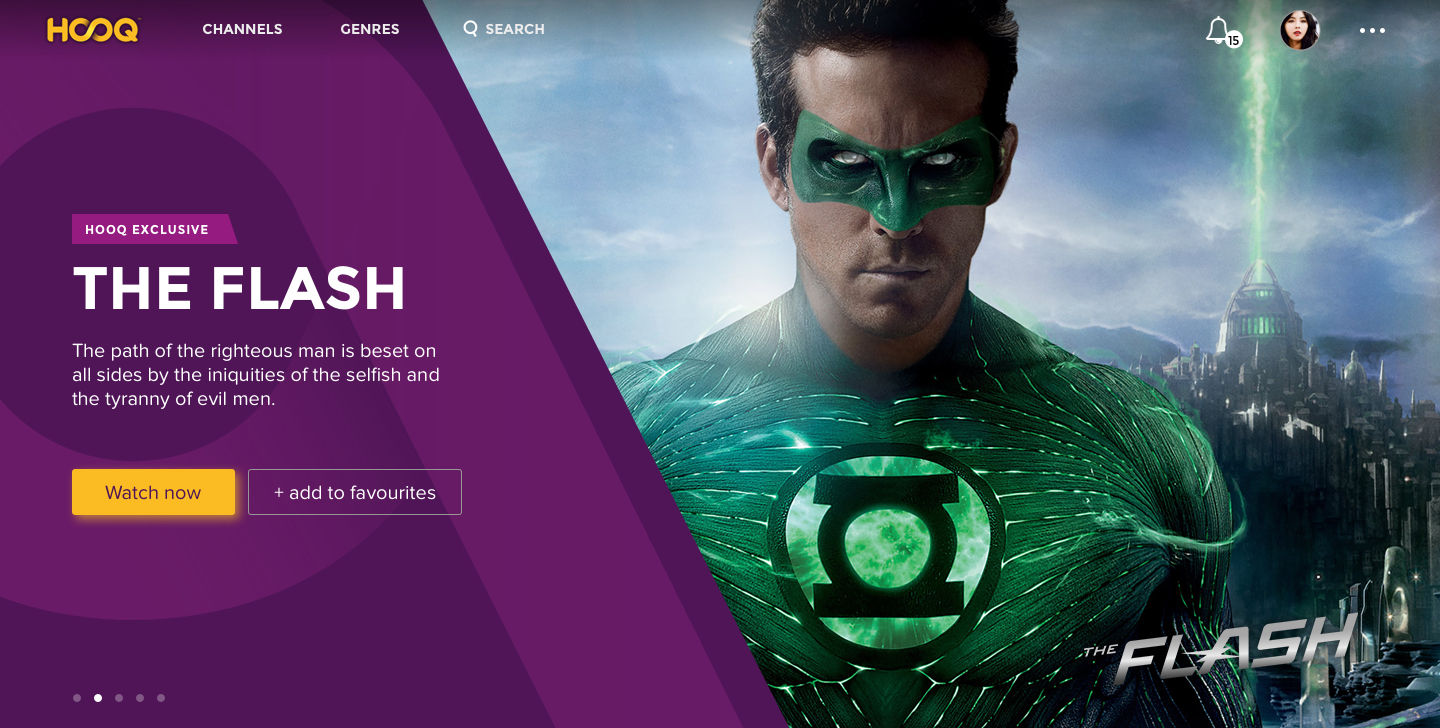 HOOQ
CHANNELS
GENRES
SEARCH
15
HOOQ EXCLUSIVE
THE FLASH
The path of the righteous man is beset on
all sides by the iniquities of the selfish and
the tyranny of evil men.
Watch now
+ add to favourites
THE FLASH